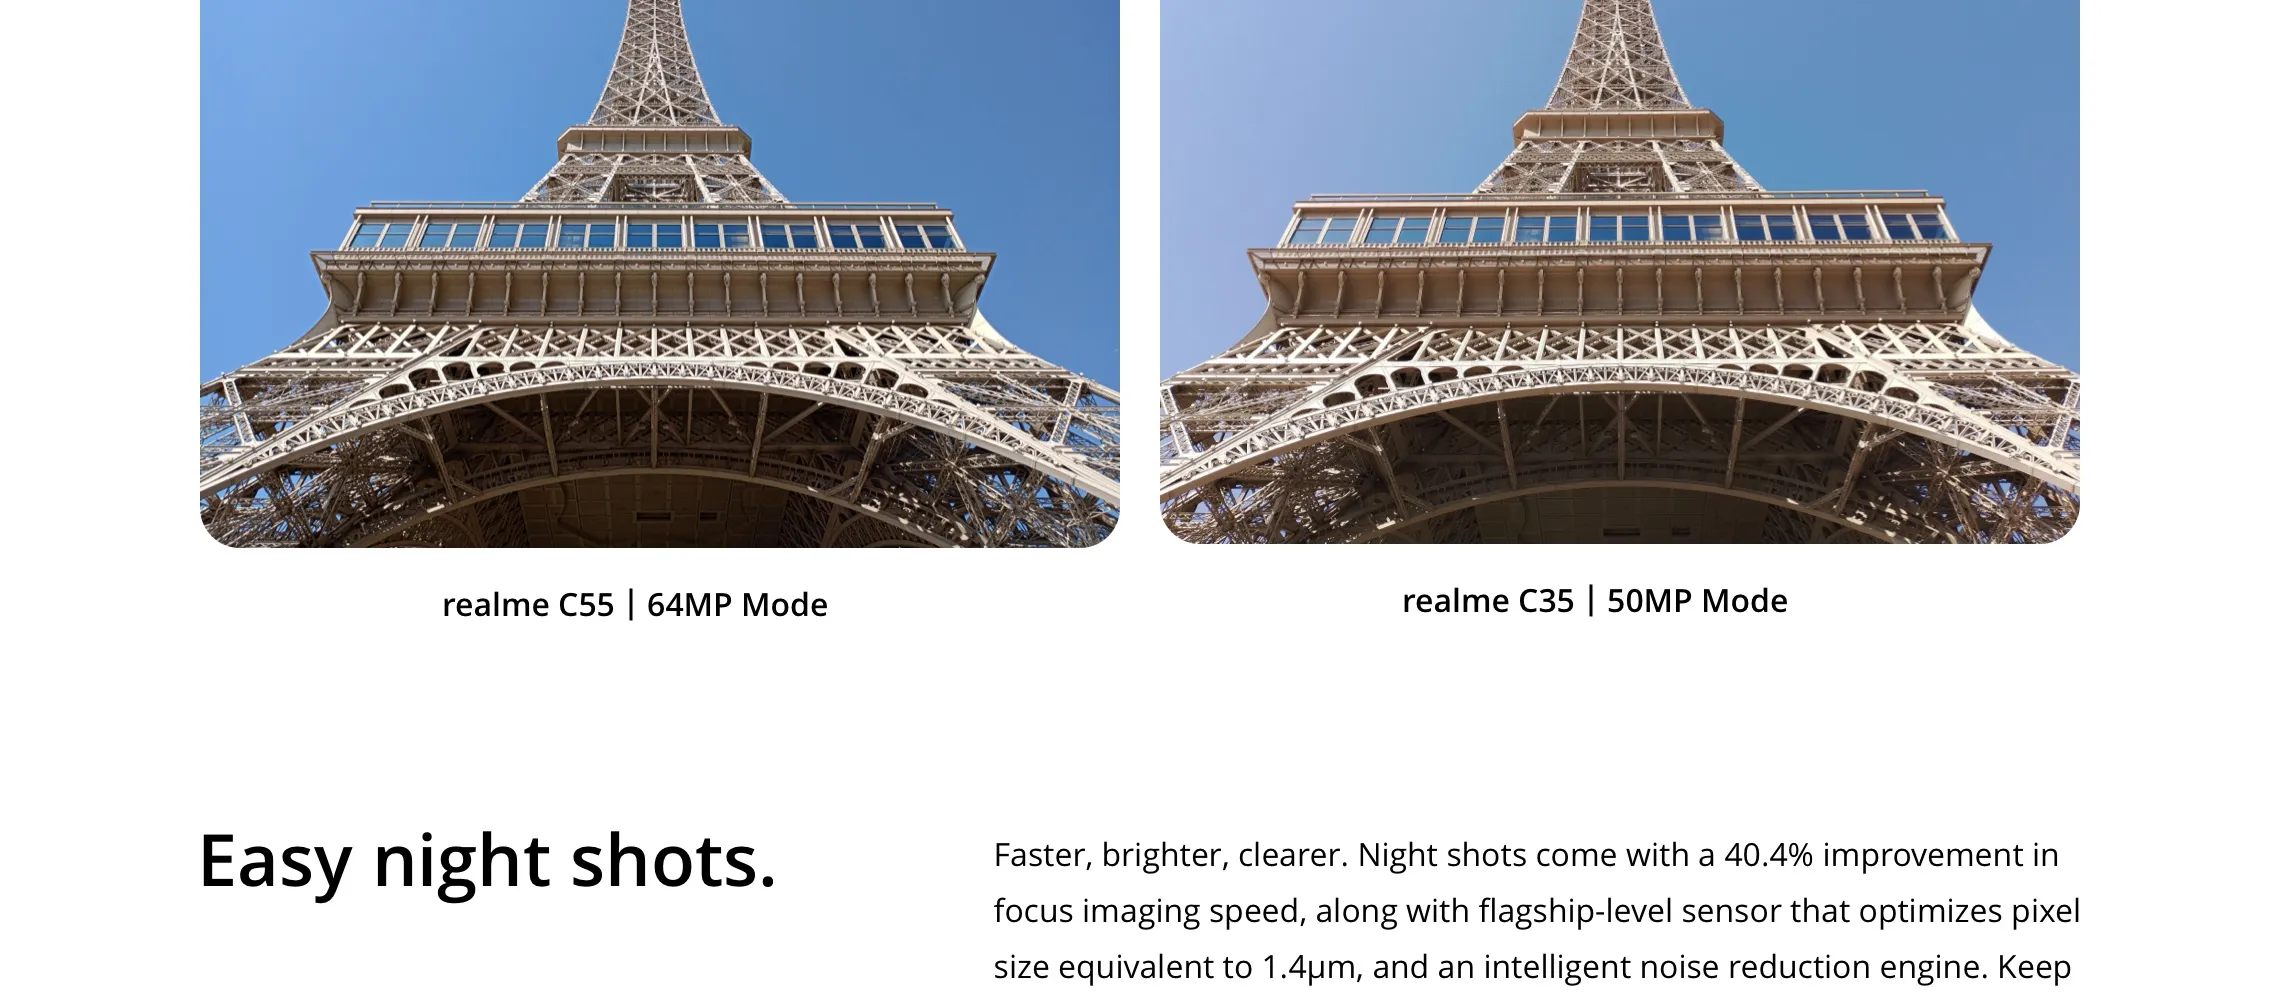 realme C55 | 64MP Mode
realme C35 | 50MP Mode
Easy night shots.
Faster, brighter, clearer. Night shots come with a 40.4% improvement in
focus imaging speed, along with flagship-level sensor that optimizes pixel
size equivalent to 1.4μm, and an intelligent noise reduction engine. Keep